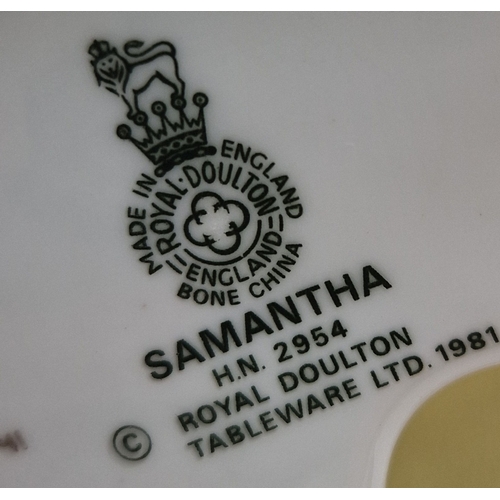 MADE IN ENGLAND
ROYAL·DOULTON
ENGLAND
BONE CHINA
SAMANTHA
H.N. 2954
© ROYAL DOULTON
TABLEWARE LTD. 1981